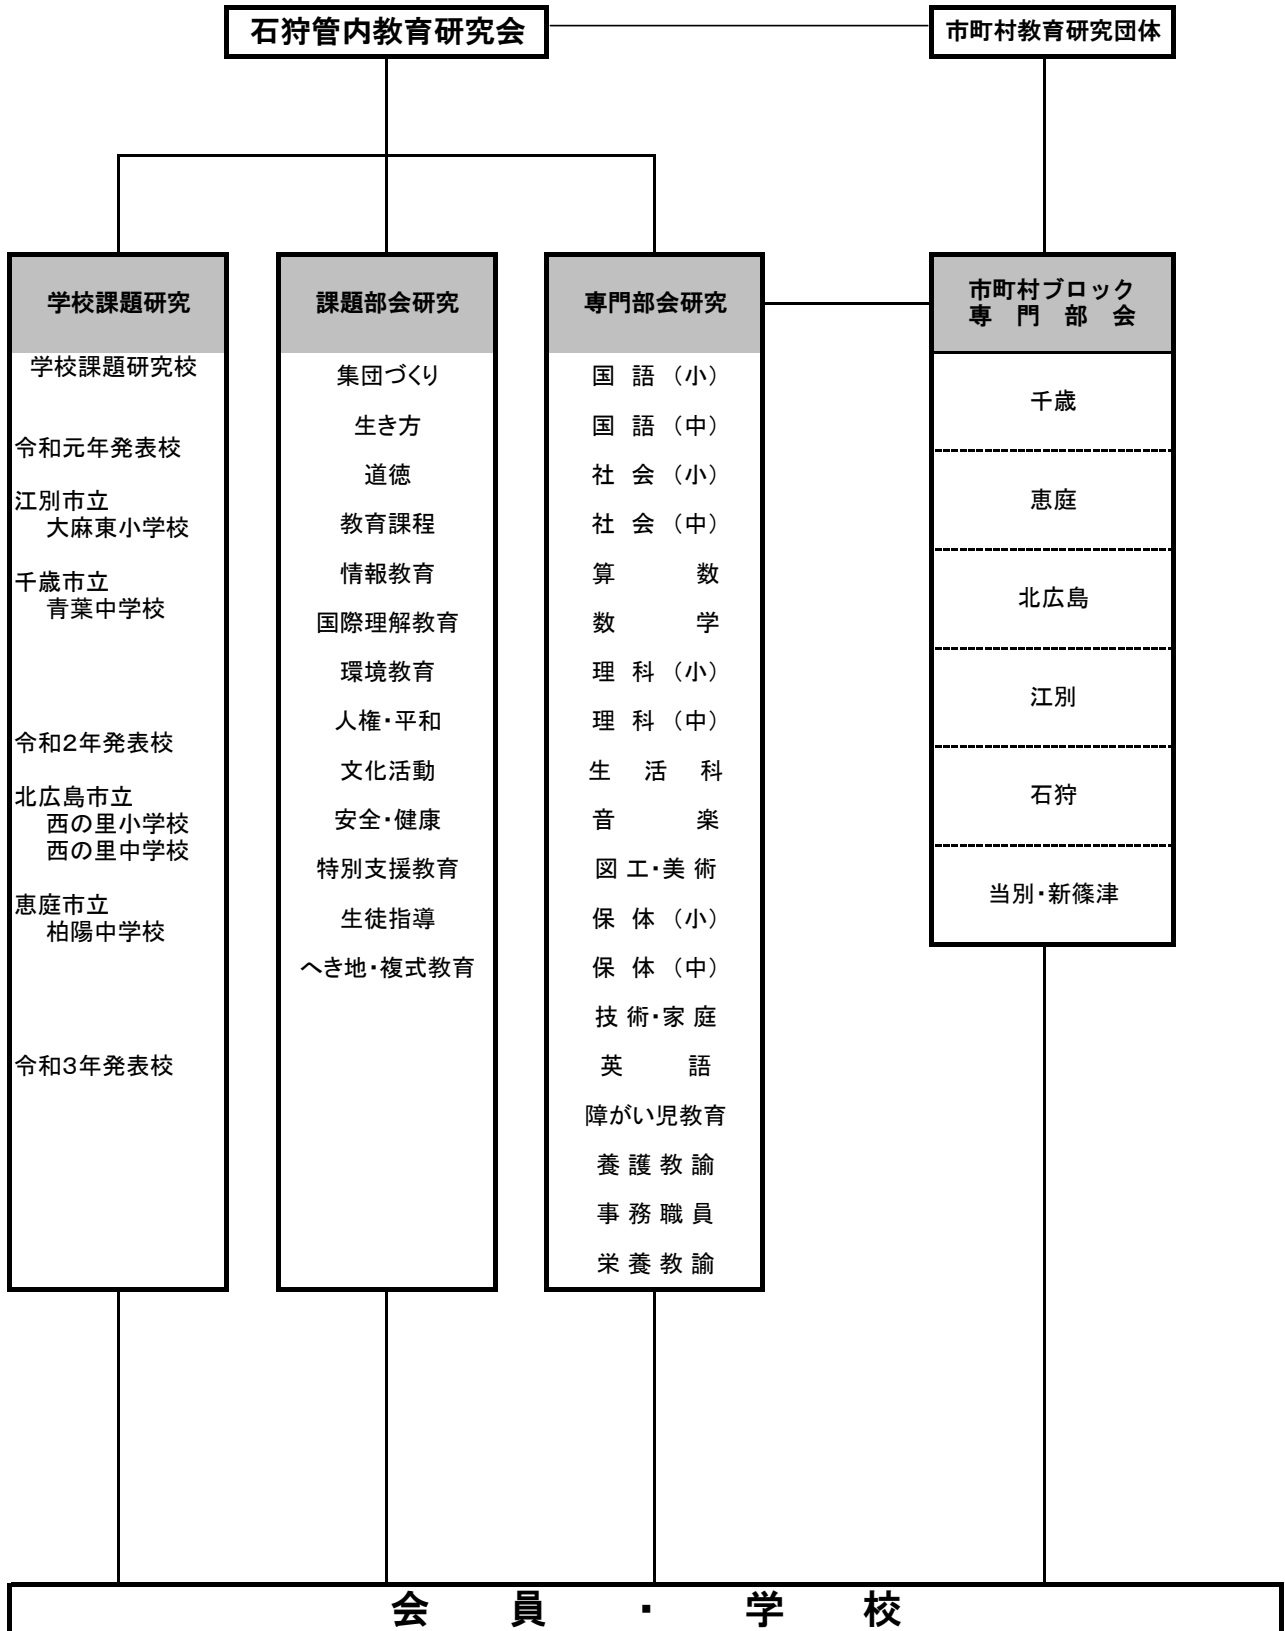 石狩管内教育研究会
市町村教育研究団体
学校課題研究
学校課題研究校
令和元年発表校
江別市立
大麻東小学校
千歳市立
青葉中学校
令和2年発表校
北広島市立
西の里小学校
西の里中学校
恵庭市立
柏陽中学校
令和3年発表校
課題部会研究
集団づくり
生き方
道徳
教育課程
情報教育
国際理解教育
環境教育
人権・平和
文化活動
安全・健康
特別支援教育
生徒指導
へき地・複式教育
専門部会研究
国 語 （小）
国 語 （中）
社 会 （小）
社 会 （中）
算 数
数 学
理 科 （小）
理 科 （中）
生 活 科
音 楽
図 工・美 術
保 体 （小）
保 体 （中）
技 術・家 庭
英 語
障がい児教育
養 護 教 諭
事 務 職 員
栄 養 教 諭
市町村ブロック
専 門 部 会
千歳
恵庭
北広島
江別
石狩
当別・新篠津
会 員 ・ 学 校